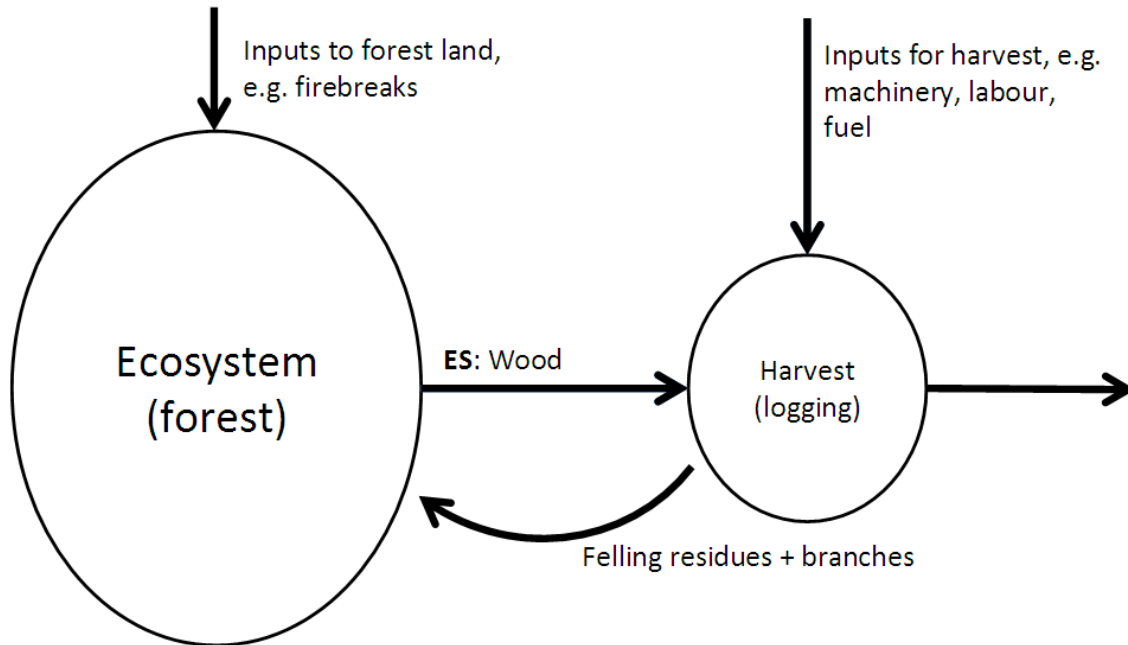 Inputs to forest land,
e.g. firebreaks
Inputs for harvest, e.g.
machinery, labour,
fuel
Ecosystem
(forest)
ES: Wood
Harvest
(logging)
Felling residues + branches